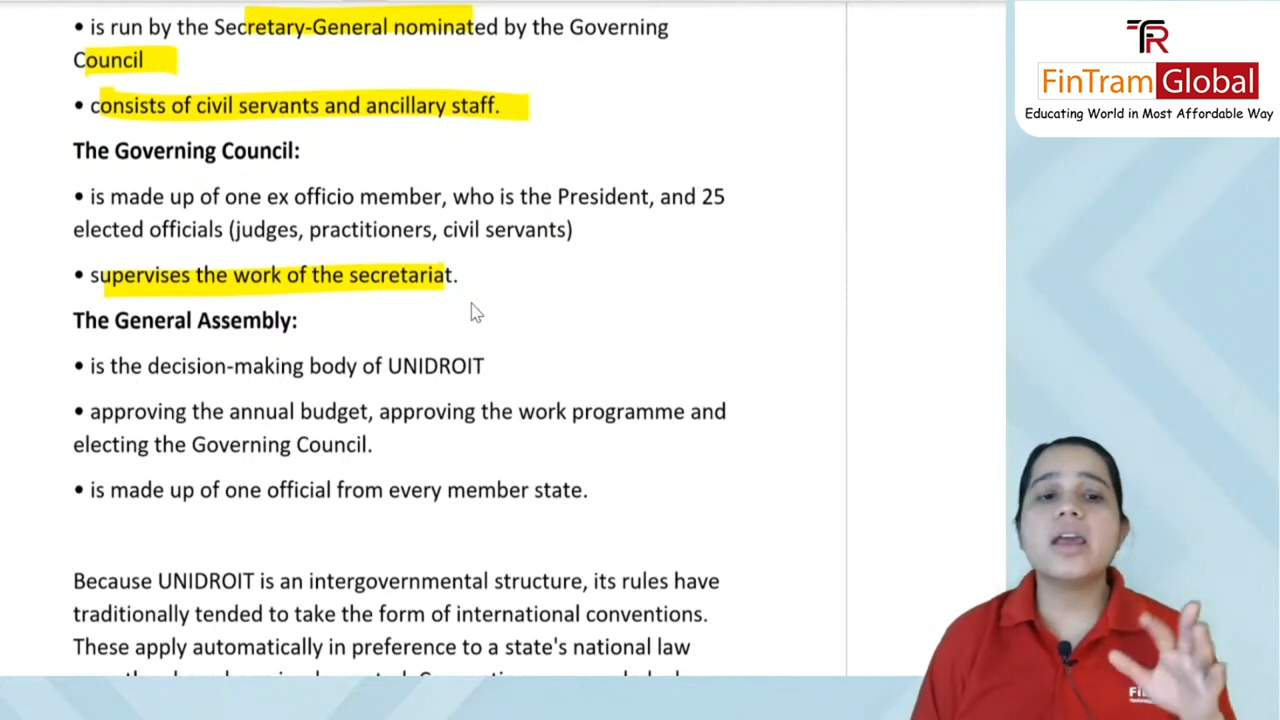 • is run by the Secretary-General nominated by the Governing
Council
• consists of civil servants and ancillary staff.
The Governing Council:
• is made up of one ex officio member, who is the President, and 25
elected officials (judges, practitioners, civil servants)
• supervises the work of the secretariat.
The General Assembly:
• is the decision-making body of UNIDROIT
• approving the annual budget, approving the work programme and
electing the Governing Council.
• is made up of one official from every member state.
Because UNIDROIT is an intergovernmental structure, its rules have
traditionally tended to take the form of international conventions.
These apply automatically in preference to a state's national law
FinTram Global
Educating World in Most Affordable Way